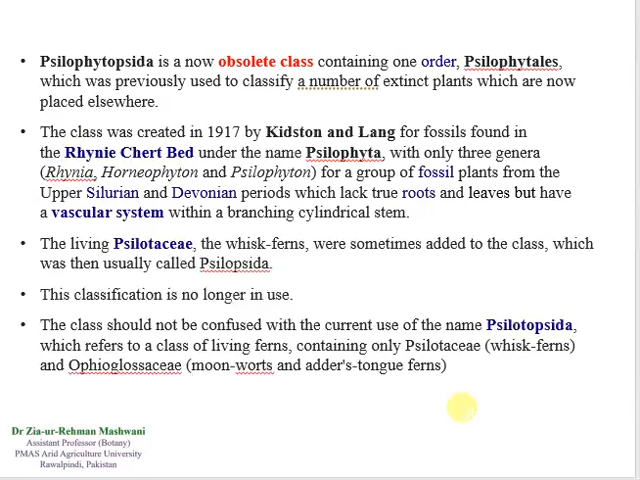 • Psilophytopsida is a now obsolete class containing one order, Psilophytales,
which was previously used to classify a number of extinct plants which are now
placed elsewhere.
• The class was created in 1917 by Kidston and Lang for fossils found in
the Rhynie Chert Bed under the name Psilophyta, with only three genera
(Rhynia, Horneophyton and Psilophyton) for a group of fossil plants from the
Upper Silurian and Devonian periods which lack true roots and leaves but have
a vascular system within a branching cylindrical stem.
• The living Psilotaceae, the whisk-ferns, were sometimes added to the class, which
was then usually called Psilopsida.
• This classification is no longer in use.
• The class should not be confused with the current use of the name Psilotopsida,
which refers to a class of living ferns, containing only Psilotaceae (whisk-ferns)
and Ophioglossaceae (moon-worts and adder's-tongue ferns)
Dr Zia-ur-Rehman Mashwani
Assistant Professor (Botany)
PMAS Arid Agriculture University
Rawalpindi, Pakistan